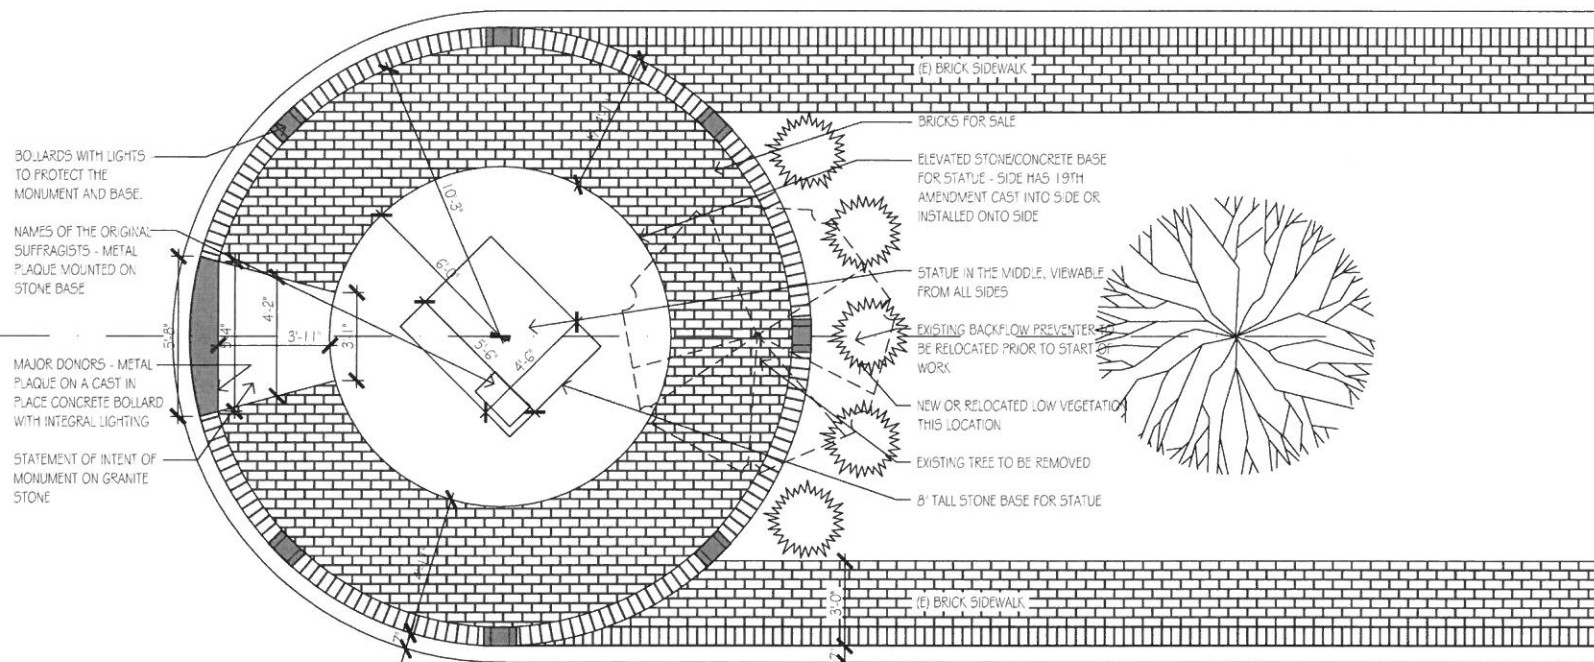 BOLLARDS WITH LIGHTS
TO PROTECT THE
MONUMENT AND BASE.
NAMES OF THE ORIGINAL
SUFFRAGISTS - METAL
PLAQUE MOUNTED ON
STONE BASE
MAJOR DONORS - METAL
PLAQUE ON A CAST IN
PLACE CONCRETE BOLLARD
WITH INTEGRAL LIGHTING
STATEMENT OF INTENT OF
MONUMENT ON GRANITE
STONE
10'-3"
6'-0"
5'-6"
4'-6"
4'-2"
3'-11"
4'-11"
7"
3'-0"
7"
(E) BRICK SIDEWALK
BRICKS FOR SALE
ELEVATED STONE/CONCRETE BASE
FOR STATUE - SIDE HAS 19TH
AMENDMENT CAST INTO SIDE OR
INSTALLED ONTO SIDE
STATUE IN THE MIDDLE, VIEWABLE
FROM ALL SIDES
EXISTING BACKFLOW PREVENTER TO
BE RELOCATED PRIOR TO START OF
WORK
NEW OR RELOCATED LOW VEGETATION
THIS LOCATION
EXISTING TREE TO BE REMOVED
8' TALL STONE BASE FOR STATUE
(E) BRICK SIDEWALK